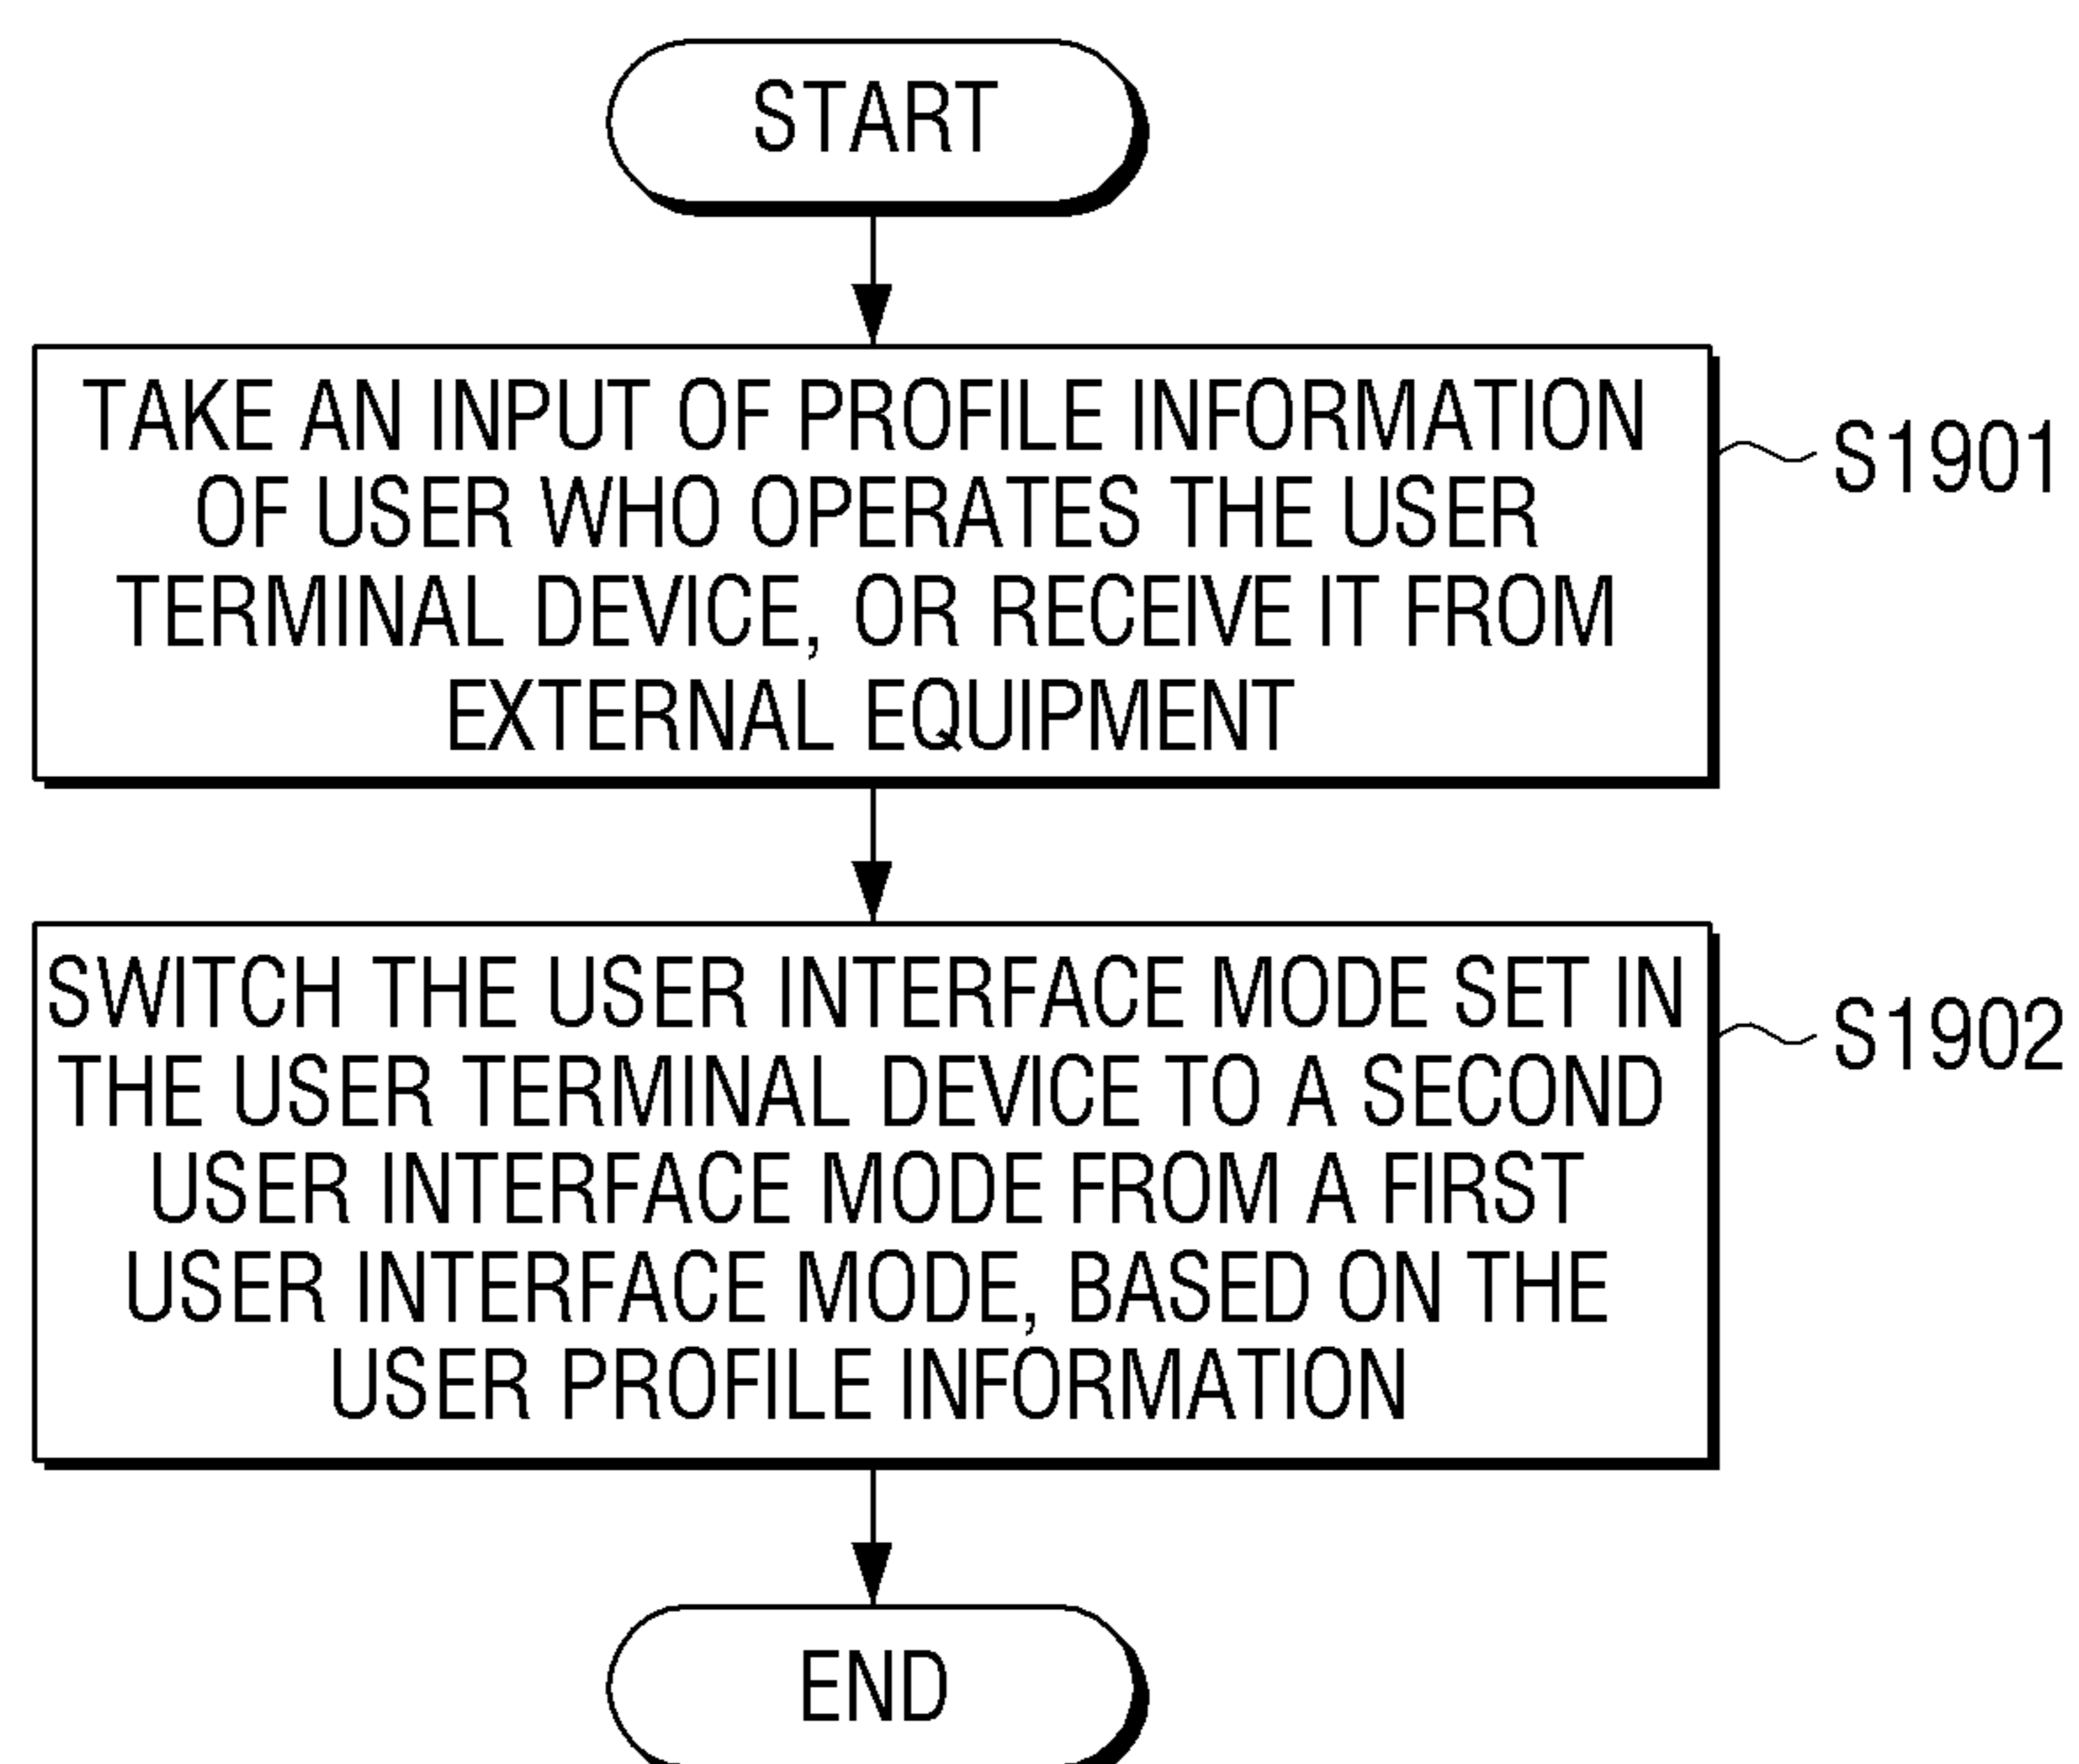 START
TAKE AN INPUT OF PROFILE INFORMATION
OF USER WHO OPERATES THE USER
TERMINAL DEVICE, OR RECEIVE IT FROM
EXTERNAL EQUIPMENT
S1901
SWITCH THE USER INTERFACE MODE SET IN
THE USER TERMINAL DEVICE TO A SECOND
USER INTERFACE MODE FROM A FIRST
USER INTERFACE MODE, BASED ON THE
USER PROFILE INFORMATION
S1902
END